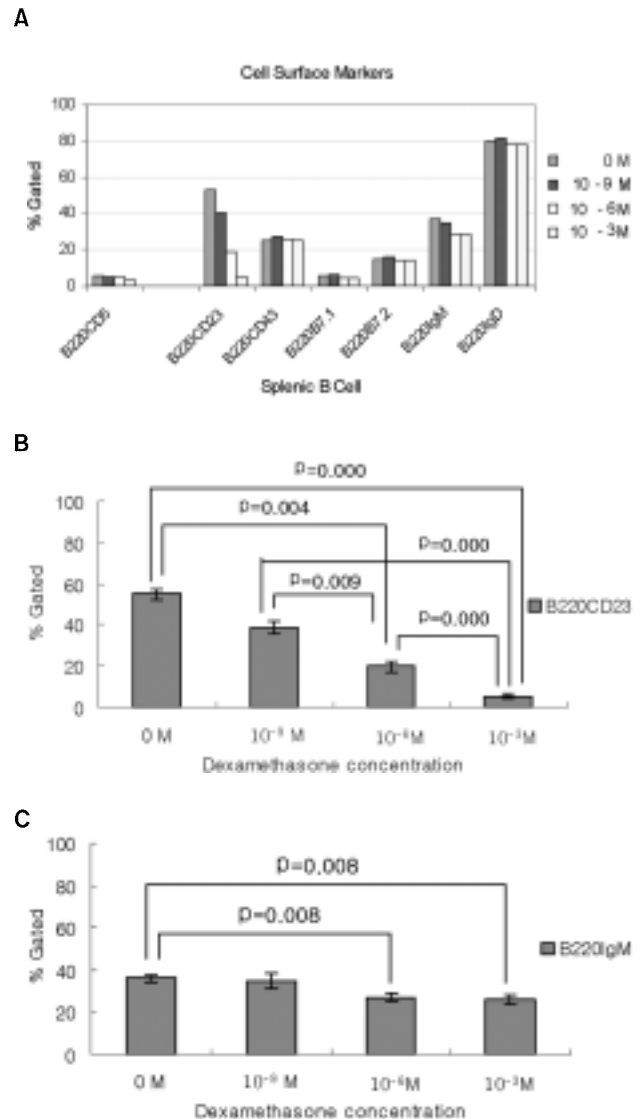 A
Cell Surface Markers
100
80
60
40
20
0
% Gated
0 M
10 -9 M
10 -6M
10 -3M
B220CD5
B220CD23
B220CD43
B220B7.1
B220B7.2
B220IgM
B220IgD
Splenic B Cell
B
p=0.000
p=0.004
p=0.000
p=0.009
p=0.000
100
80
60
40
20
0
% Gated
B220CD23
0 M
10⁻⁹ M
10⁻⁶M
10⁻³M
Dexamethasone concentration
C
p=0.008
p=0.008
100
80
60
40
20
0
% Gated
B220IgM
0 M
10⁻⁹ M
10⁻⁶M
10⁻³M
Dexamethasone concentration